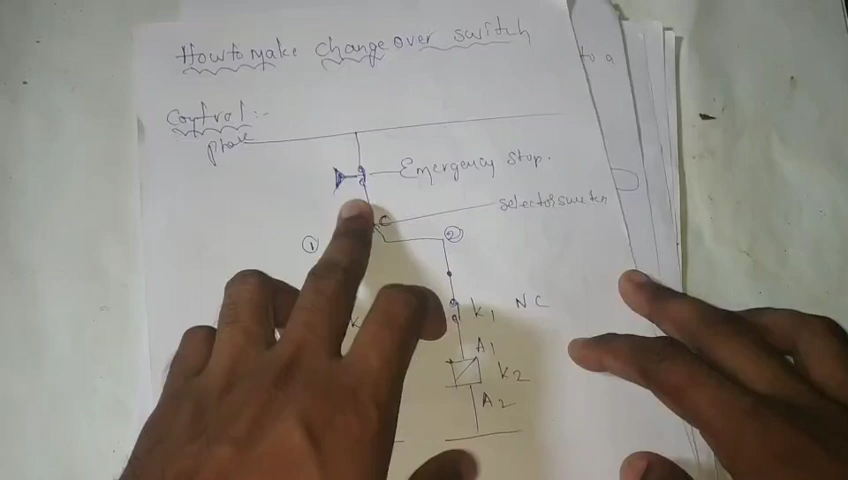 How to make change over switch
to a
Control:-
phase
Emergency stop.
C selector switch
① ②
K K1 NC
A1
K2
A2